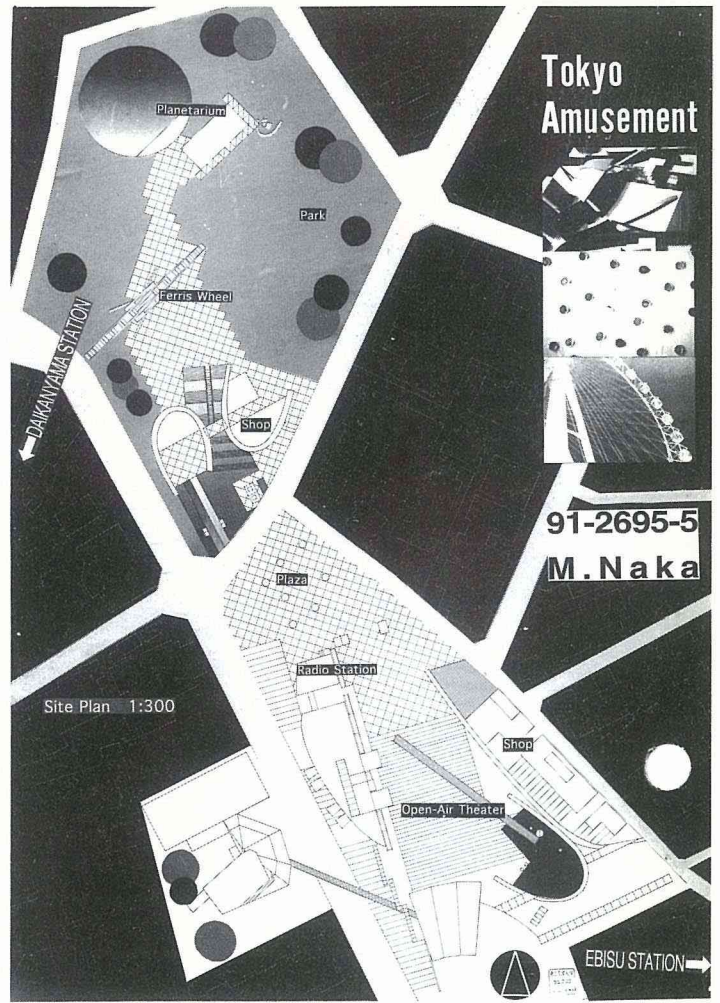 Tokyo
Amusement
Planetarium
Park
Ferris Wheel
DAIKANYAMA STATION
Shop
91-2695-5
M.Naka
Plaza
Radio Station
Site Plan 1:300
Shop
Open-Air Theater
EBISU STATION